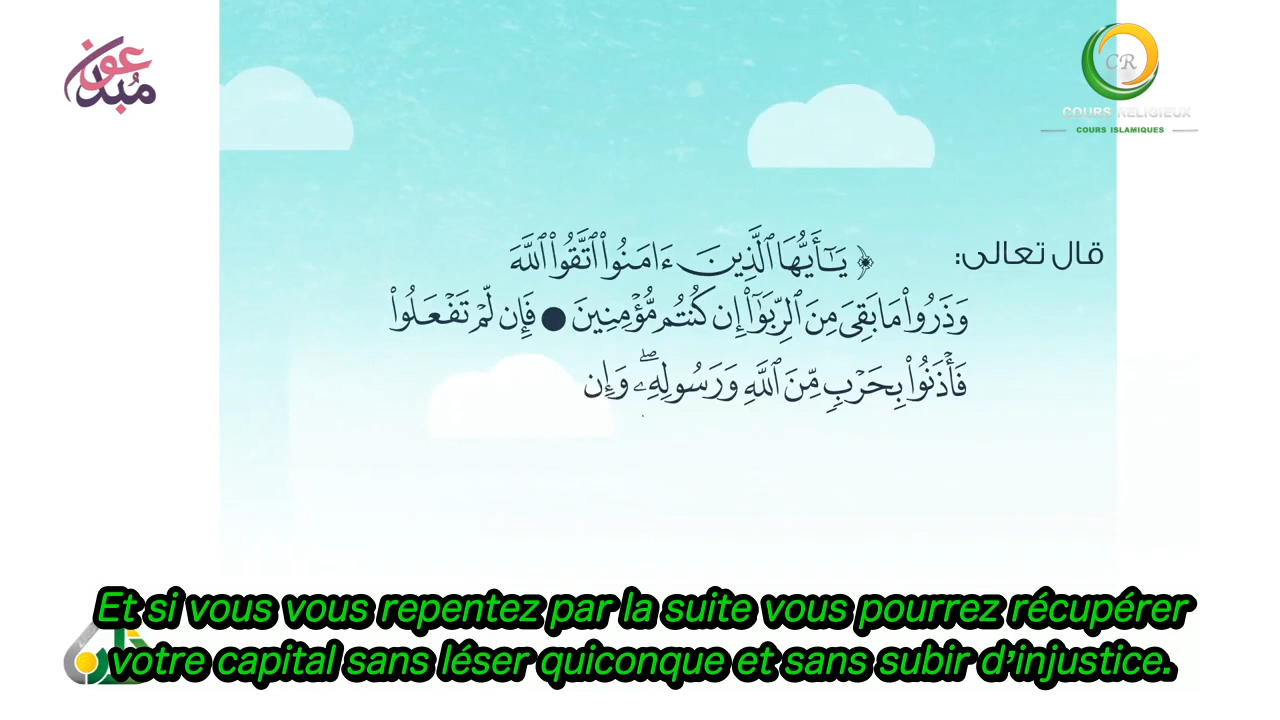 مبدعون
CR
COURS RELIGIEUX
COURS ISLAMIQUES
قال تعالى:
﴿ يَـٰٓأَيُّهَا ٱلَّذِينَ ءَامَنُوا۟ ٱتَّقُوا۟ ٱللَّهَ
وَذَرُوا۟ مَا بَقِىَ مِنَ ٱلرِّبَوٰٓا۟ إِن كُنتُم مُّؤْمِنِينَ ● فَإِن لَّمْ تَفْعَلُوا۟
فَأْذَنُوا۟ بِحَرْبٍ مِّنَ ٱللَّهِ وَرَسُولِهِۦ ۖ وَإِن
Et si vous vous repentez par la suite vous pourrez récupérer
votre capital sans léser quiconque et sans subir d'injustice.